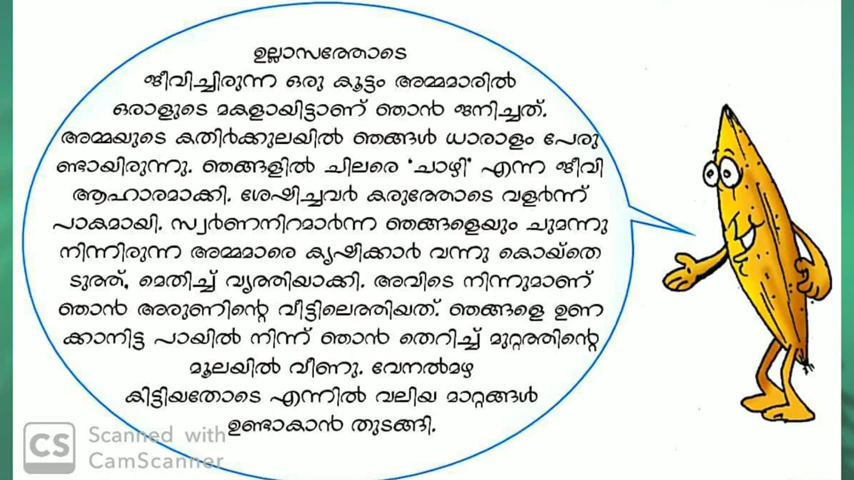 ഉല്ലാസത്തോടെ
ജീവിച്ചിരുന്ന ഒരു കൂട്ടം അമ്മമാരിൽ
ഒരാളുടെ മകളായിട്ടാണ് ഞാൻ ജനിച്ചത്.
അമ്മയുടെ കതിർക്കുലയിൽ ഞങ്ങൾ ധാരാളം പേരു
ണ്ടായിരുന്നു. ഞങ്ങളിൽ ചിലരെ ‘ചാഴി’ എന്ന ജീവി
ആഹാരമാക്കി. ശേഷിച്ചവർ കരുത്തോടെ വളർന്ന്
പാകമായി. സ്വർണനിറമാർന്ന ഞങ്ങളെയും ചുമന്നു
നിന്നിരുന്ന അമ്മമാരെ കൃഷിക്കാർ വന്നു കൊയ്തെ
ടുത്ത്, മെതിച്ച് വൃത്തിയാക്കി. അവിടെ നിന്നുമാണ്
ഞാൻ അരുണിന്റെ വീട്ടിലെത്തിയത്. ഞങ്ങളെ ഉണ
ക്കാനിട്ട പായിൽ നിന്ന് ഞാൻ തെറിച്ച് മുറ്റത്തിന്റെ
മൂലയിൽ വീണു. വേനൽമഴ
കിട്ടിയതോടെ എന്നിൽ വലിയ മാറ്റങ്ങൾ
ഉണ്ടാകാൻ തുടങ്ങി.
CS Scanned with
CamScanner